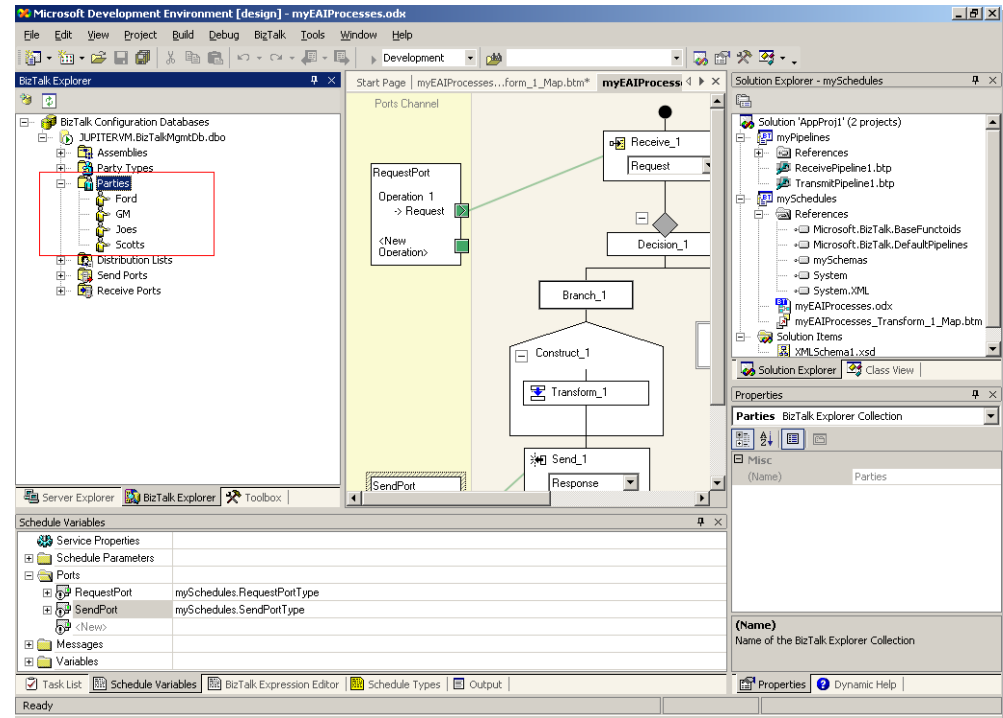 Microsoft Development Environment [design] - myEAIProcesses.odx
File Edit View Project Build Debug BizTalk Tools Window Help
Development
BizTalk Explorer
BizTalk Configuration Databases
JUPITERVM.BizTalkMgmtDb.dbo
Assemblies
Party Types
Parties
Ford
GM
Joes
Scotts
Distribution Lists
Send Ports
Receive Ports
Server Explorer BizTalk Explorer Toolbox
Start Page myEAIProcesses...form_1_Map.btm* myEAIProcess
Ports Channel
RequestPort
Operation 1
-> Request
<New
Operation>
SendPort
Receive_1
Request
Decision_1
Branch_1
Construct_1
Transform_1
Send_1
Response
Solution Explorer - mySchedules
Solution 'AppProj1' (2 projects)
myPipelines
References
ReceivePipeline1.btp
TransmitPipeline1.btp
mySchedules
References
Microsoft.BizTalk.BaseFunctoids
Microsoft.BizTalk.DefaultPipelines
mySchemas
System
System.XML
myEAIProcesses.odx
myEAIProcesses_Transform_1_Map.btm
Solution Items
XMLSchema1.xsd
Solution Explorer Class View
Properties
Parties BizTalk Explorer Collection
Misc
(Name) Parties
(Name)
Name of the BizTalk Explorer Collection
Properties Dynamic Help
Schedule Variables
Service Properties
Schedule Parameters
Ports
RequestPort mySchedules.RequestPortType
SendPort mySchedules.SendPortType
<New>
Messages
Variables
Task List Schedule Variables BizTalk Expression Editor Schedule Types Output
Ready